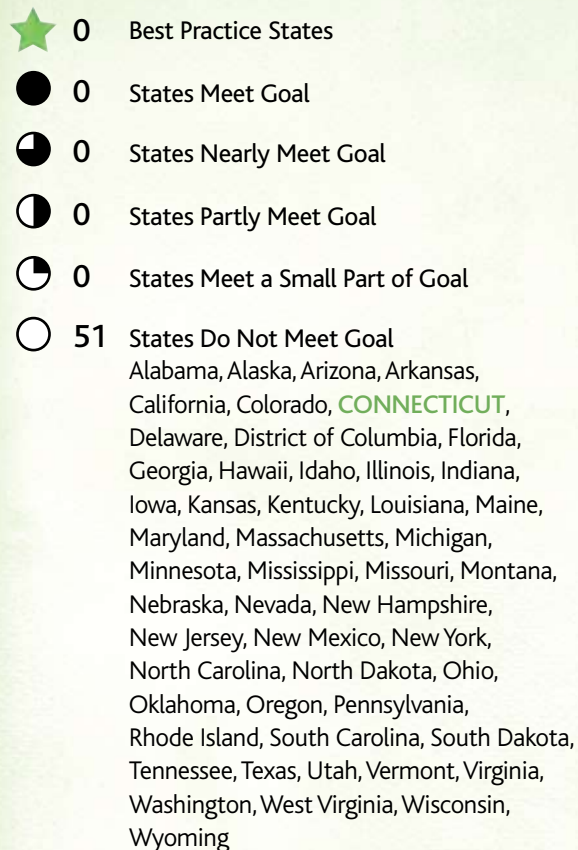 0 Best Practice States
0 States Meet Goal
0 States Nearly Meet Goal
0 States Partly Meet Goal
0 States Meet a Small Part of Goal
51 States Do Not Meet Goal
Alabama, Alaska, Arizona, Arkansas,
California, Colorado, CONNECTICUT,
Delaware, District of Columbia, Florida,
Georgia, Hawaii, Idaho, Illinois, Indiana,
Iowa, Kansas, Kentucky, Louisiana, Maine,
Maryland, Massachusetts, Michigan,
Minnesota, Mississippi, Missouri, Montana,
Nebraska, Nevada, New Hampshire,
New Jersey, New Mexico, New York,
North Carolina, North Dakota, Ohio,
Oklahoma, Oregon, Pennsylvania,
Rhode Island, South Carolina, South Dakota,
Tennessee, Texas, Utah, Vermont, Virginia,
Washington, West Virginia, Wisconsin,
Wyoming